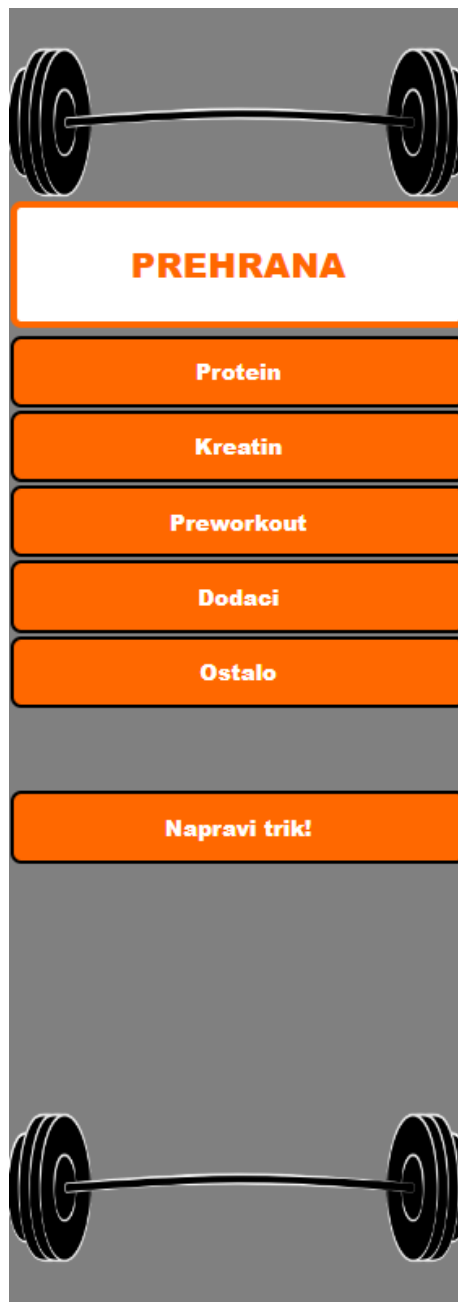 PREHRANA
Protein
Kreatin
Preworkout
Dodaci
Ostalo
Napravi trik!